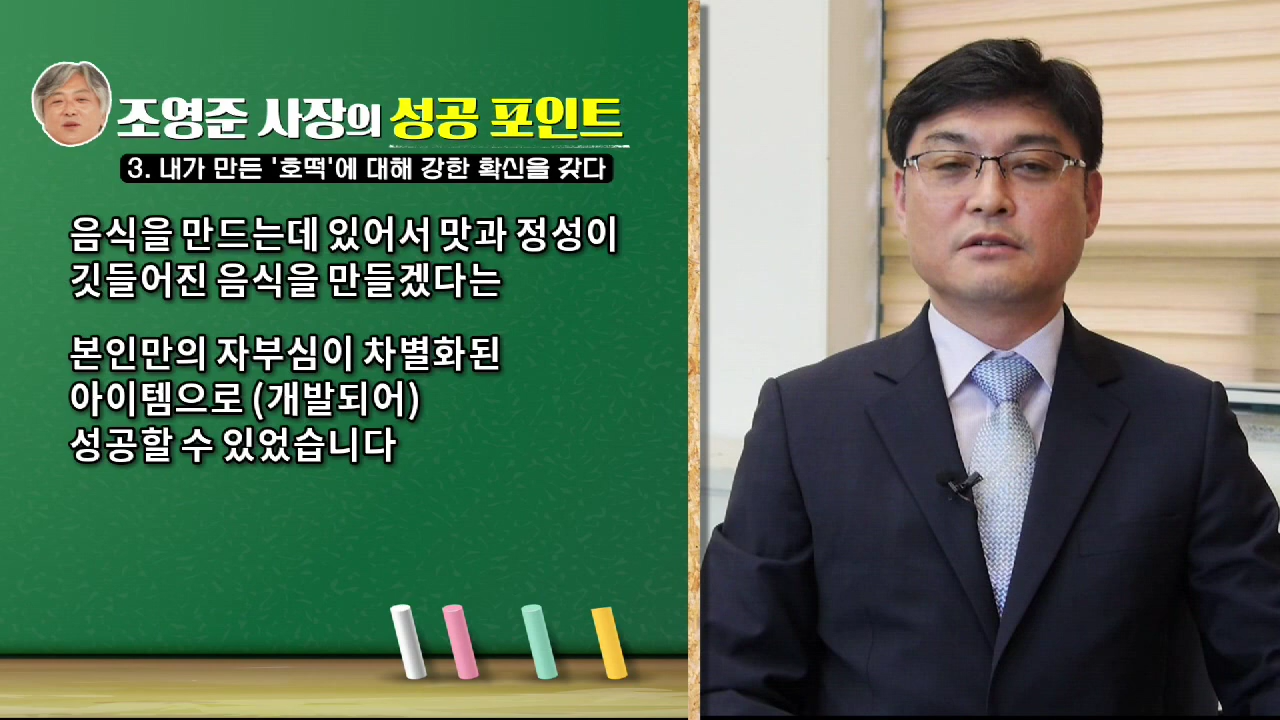 조영준 사장의 성공 포인트
3. 내가 만든 '호떡'에 대해 강한 확신을 갖다
음식을 만드는데 있어서 맛과 정성이
깃들어진 음식을 만들겠다는
본인만의 자부심이 차별화된
아이템으로 (개발되어)
성공할 수 있었습니다